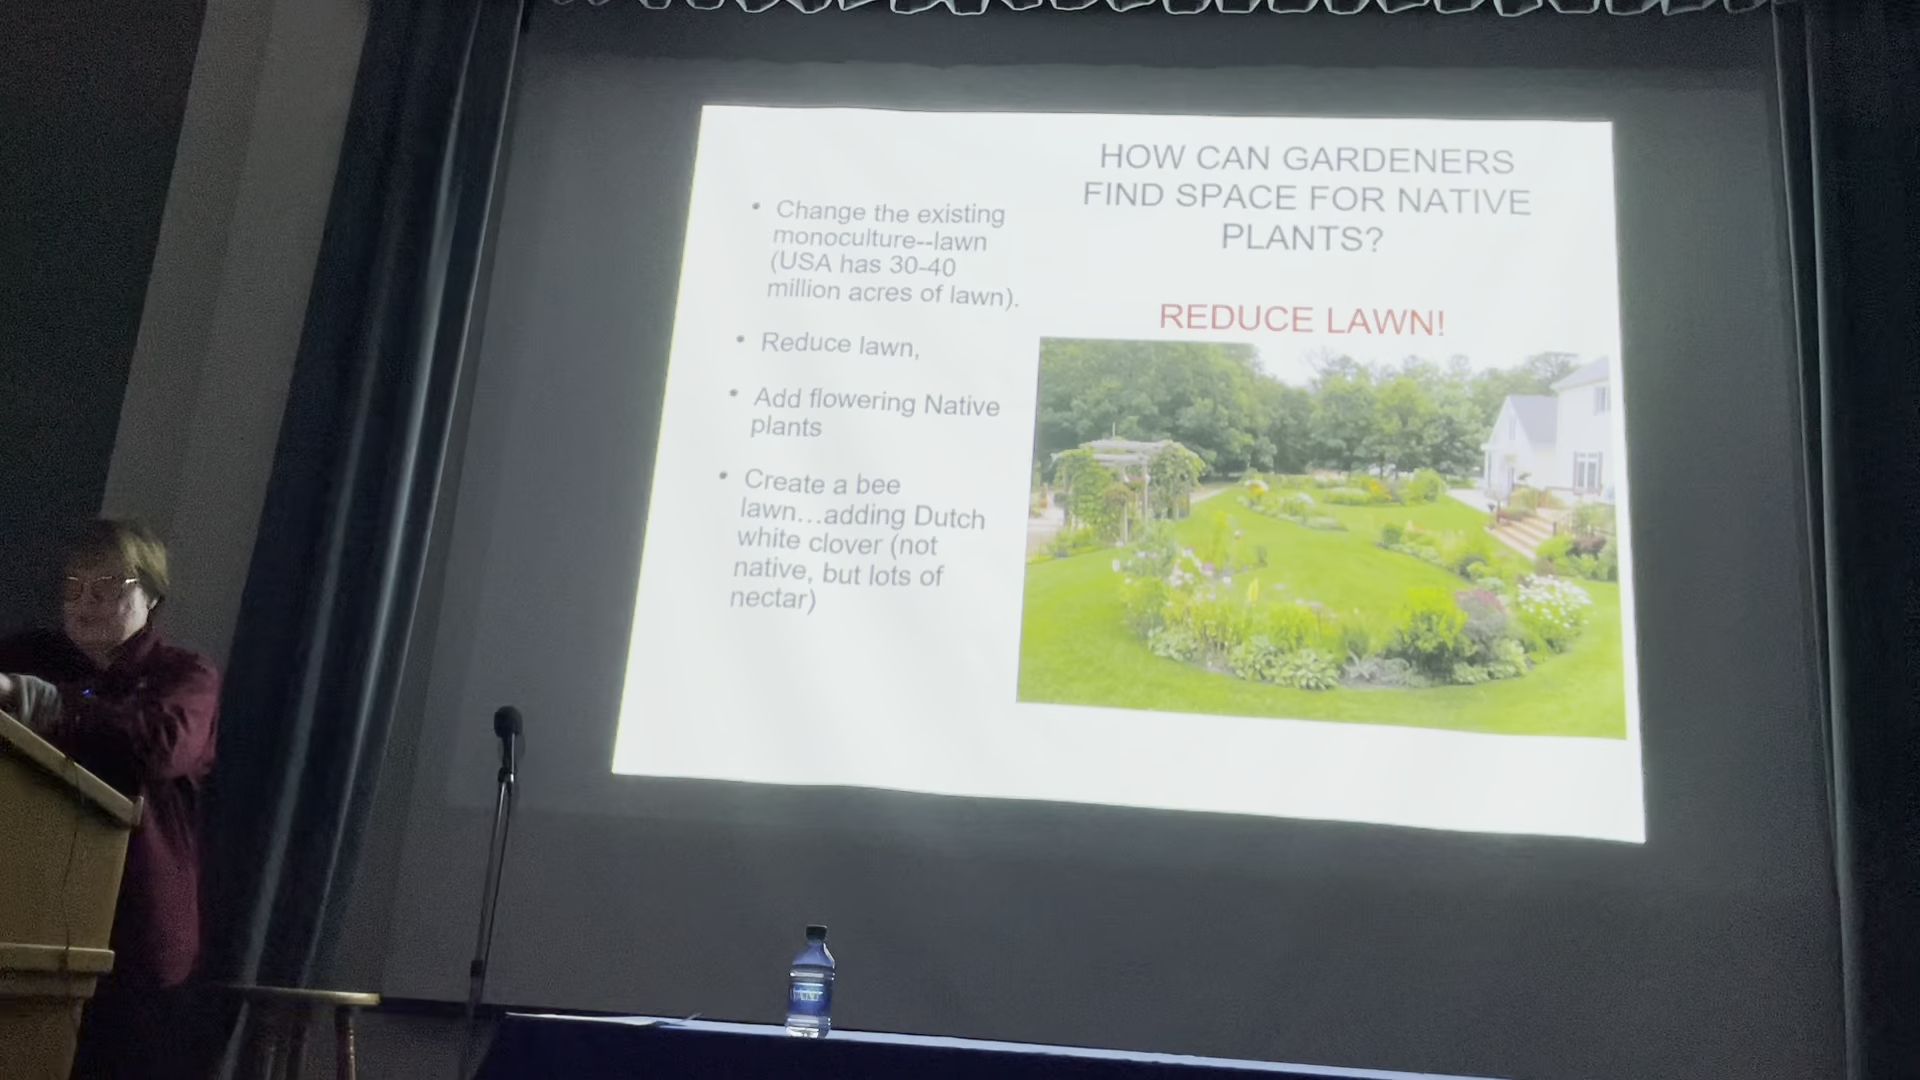 HOW CAN GARDENERS
FIND SPACE FOR NATIVE
PLANTS?
REDUCE LAWN!
• Change the existing
monoculture--lawn
(USA has 30-40
million acres of lawn).
• Reduce lawn,
• Add flowering Native
plants
• Create a bee
lawn...adding Dutch
white clover (not
native, but lots of
nectar)